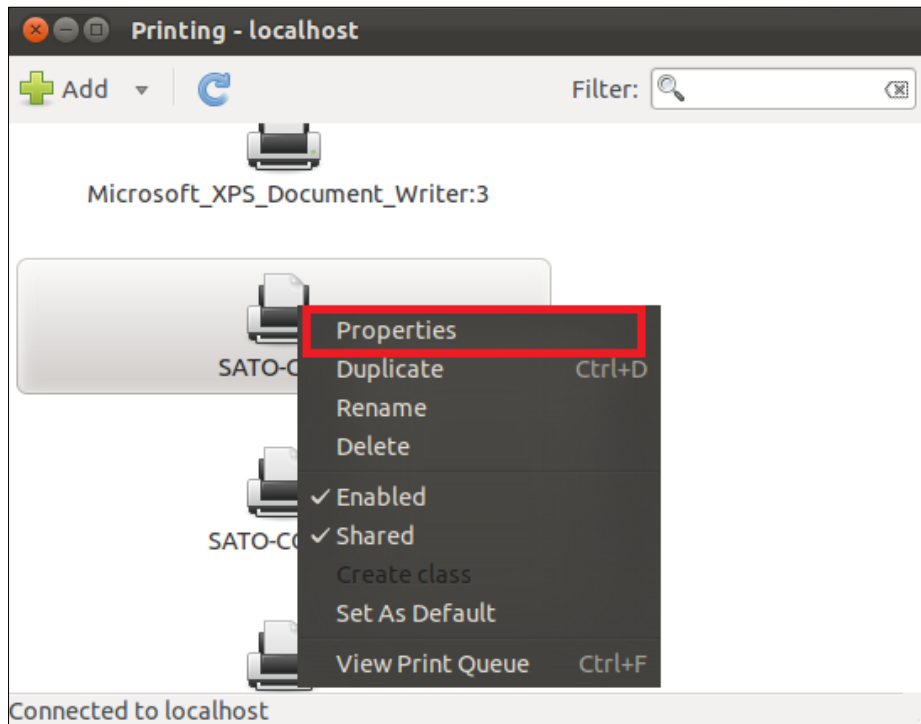 Printing - localhost
Add Filter:
Microsoft_XPS_Document_Writer:3
Properties
SATO-C Duplicate Ctrl+D
Rename
Delete
Enabled
SATO-CO Shared
Create class
Set As Default
View Print Queue Ctrl+F
Connected to localhost